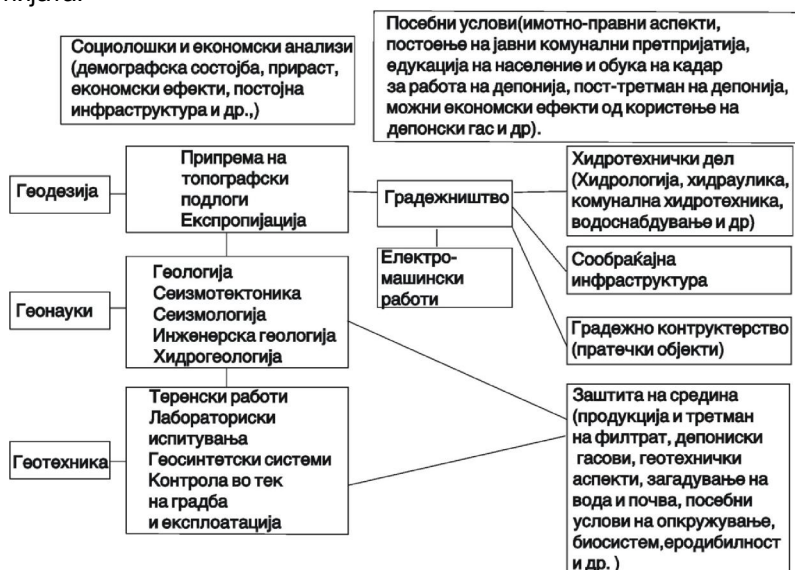 Социолошки и економски анализи
(демографска состојба, прираст,
економски ефекти, постојна
инфраструктура и др.,)
Посебни услови(имотно-правни аспекти,
постоење на јавни комунални претпријатија,
едукација на население и обука на кадар
за работа на депонија, пост-третман на депонија,
можни економски ефекти од користење на
депонски гас и др).
Геодезија
Припрема на
топографски
подлоги
Експропијација
Градежништво
Хидротехнички дел
(Хидрологија, хидраулика,
комунална хидротехника,
водоснабдување и др)
Електро-
машински
работи
Сообраќајна
инфраструктура
Геонауки
Геологија
Сеизмотектоника
Сеизмологија
Инженерска геологија
Хидрогеологија
Градежно контруктерство
(пратечки објекти)
Геотехника
Теренски работи
Лабораториски
испитувања
Геосинтетски системи
Контрола во тек
на градба
и експлоатација
Заштита на средина
(продукција и третман
на филтрат, депониски
гасови, геотехнички
аспекти, загадување на
вода и почва, посебни
услови на опкружување,
биосистем,еродибилност
и др. )